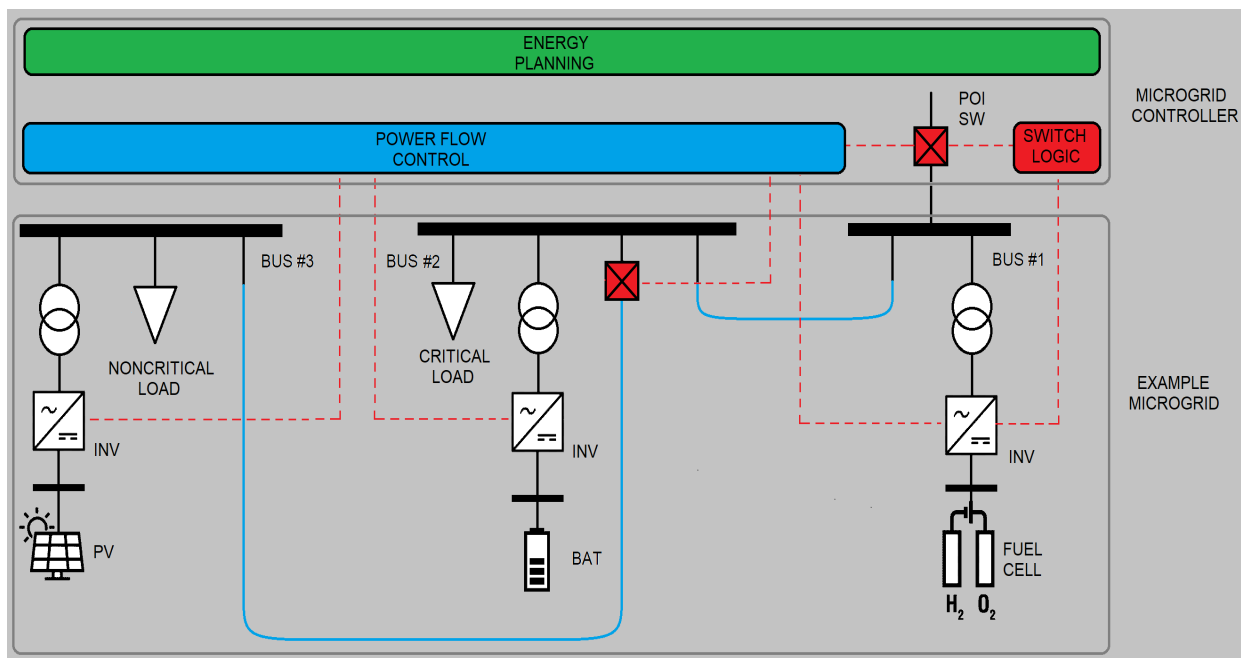 ENERGY
PLANNING
POI
SW
MICROGRID
CONTROLLER
POWER FLOW
CONTROL
SWITCH
LOGIC
BUS #3
BUS #2
BUS #1
NONCRITICAL
LOAD
CRITICAL
LOAD
EXAMPLE
MICROGRID
INV
INV
INV
PV
BAT
FUEL
CELL
H2
O2